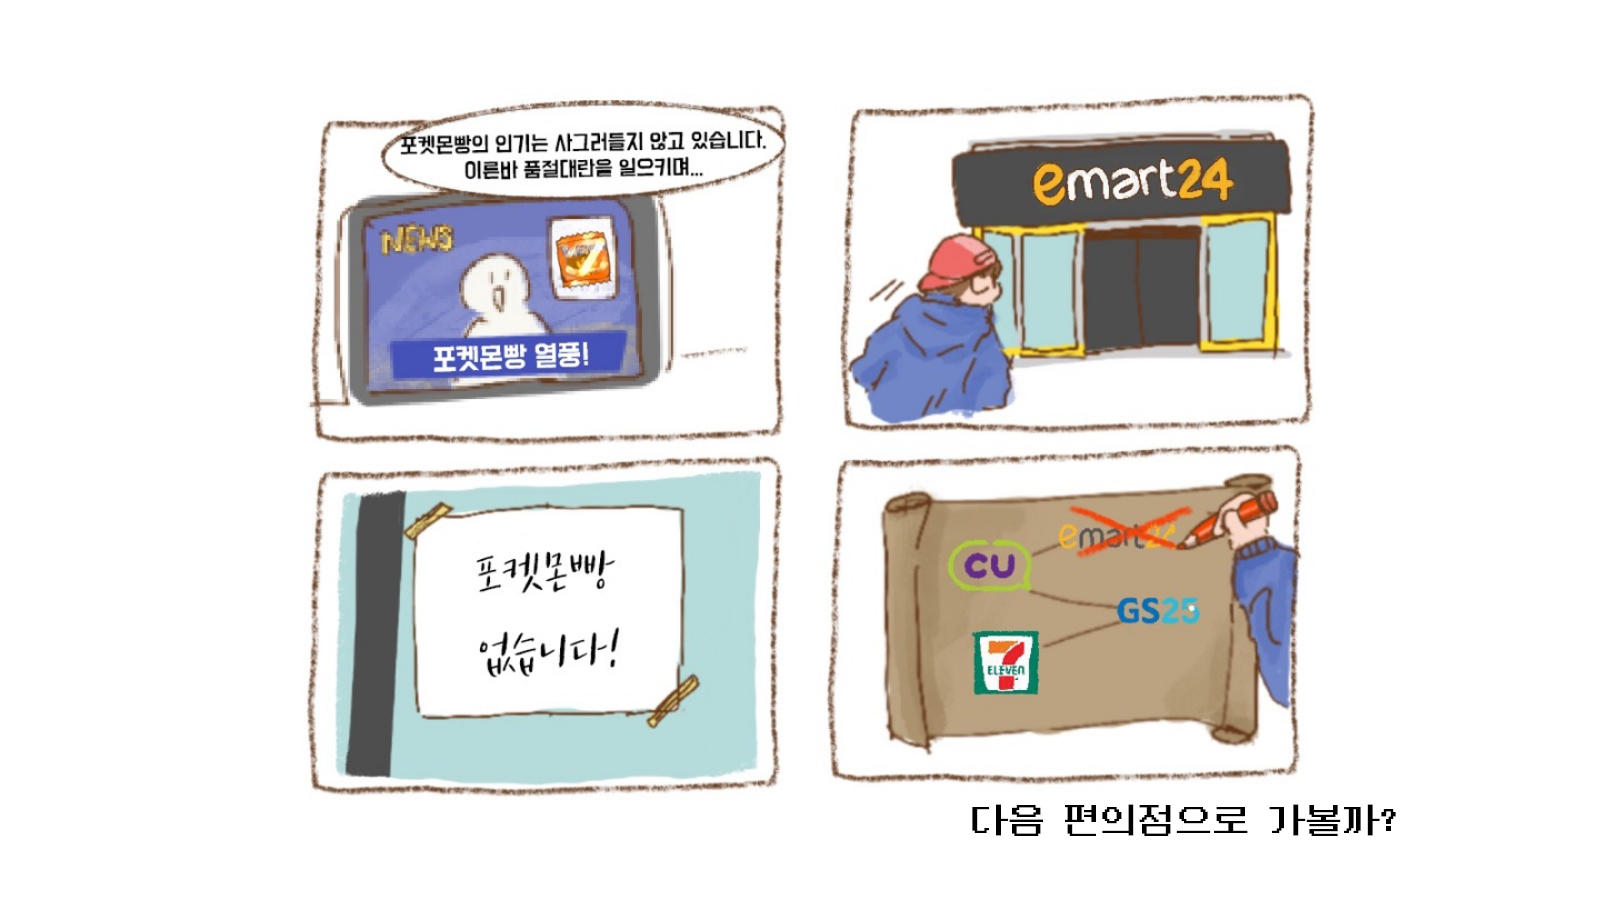 포켓몬빵의 인기는 사그러들지 않고 있습니다.
이른바 품절대란을 일으키며...
NEWS
포켓몬빵 열풍!
emart24
포켓몬빵
없습니다!
emart24
CU
GS25
7
ELEVEN
다음 편의점으로 가볼까?